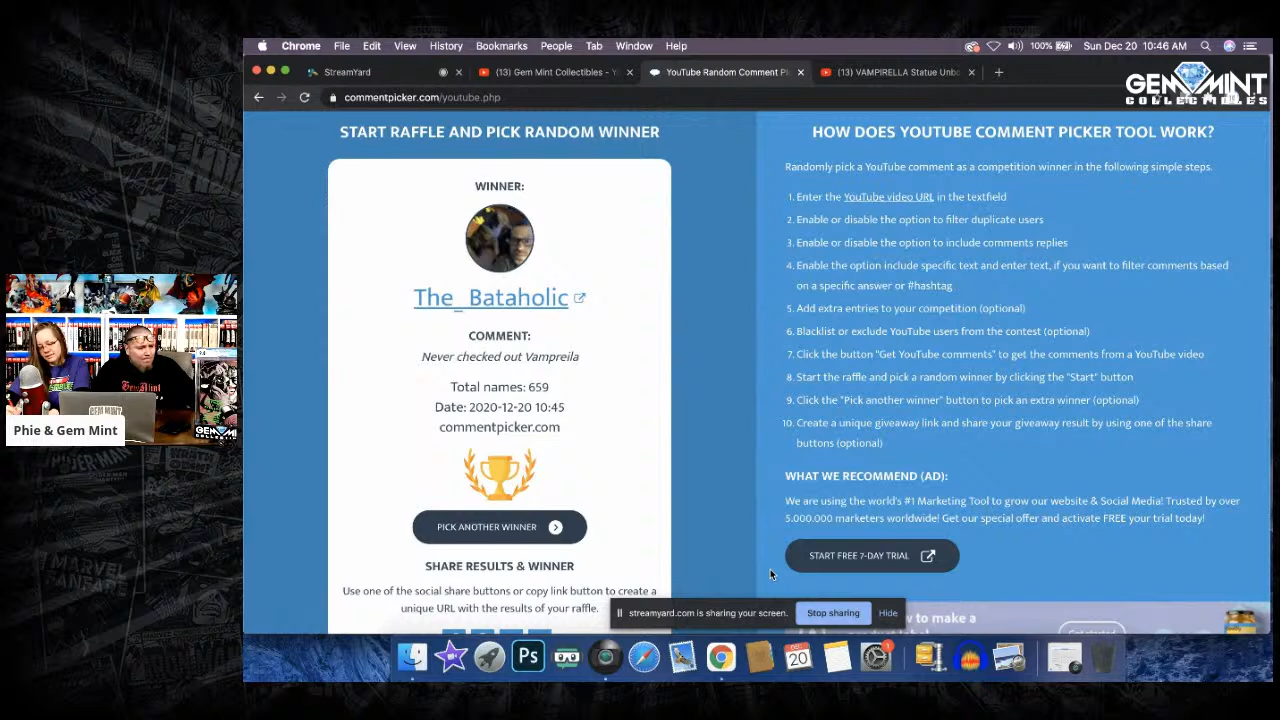 Chrome File Edit View History Bookmarks People Tab Window Help 100% Sun Dec 20 10:46 AM
StreamYard (13) Gem Mint Collectibles - Y YouTube Random Comment Pi (13) VAMPIRELLA Statue Unbo
commentpicker.com/youtube.php
GEM MINT
COLLECTIBLES
START RAFFLE AND PICK RANDOM WINNER
WINNER:
The_ Bataholic
COMMENT:
Never checked out Vampreila
Total names: 659
Date: 2020-12-20 10:45
commentpicker.com
PICK ANOTHER WINNER
SHARE RESULTS & WINNER
Use one of the social share buttons or copy link button to create a
unique URL with the results of your raffle.
HOW DOES YOUTUBE COMMENT PICKER TOOL WORK?
Randomly pick a YouTube comment as a competition winner in the following simple steps.
1. Enter the YouTube video URL in the textfield
2. Enable or disable the option to filter duplicate users
3. Enable or disable the option to include comments replies
4. Enable the option include specific text and enter text, if you want to filter comments based
on a specific answer or #hashtag
5. Add extra entries to your competition (optional)
6. Blacklist or exclude YouTube users from the contest (optional)
7. Click the button "Get YouTube comments" to get the comments from a YouTube video
8. Start the raffle and pick a random winner by clicking the "Start" button
9. Click the "Pick another winner" button to pick an extra winner (optional)
10. Create a unique giveaway link and share your giveaway result by using one of the share
buttons (optional)
WHAT WE RECOMMEND (AD):
We are using the world's #1 Marketing Tool to grow our website & Social Media! Trusted by over
5.000.000 marketers worldwide! Get our special offer and activate FREE your trial today!
START FREE 7-DAY TRIAL
streamyard.com is sharing your screen. Stop sharing Hide
w to make a
Get started
Phie & Gem Mint
Ps
DEC
20
1